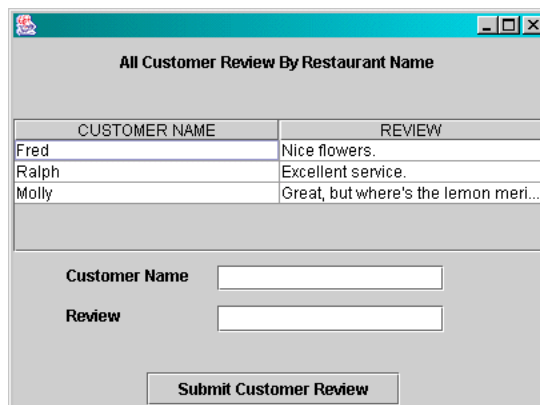 All Customer Review By Restaurant Name
CUSTOMER NAME REVIEW
Fred Nice flowers.
Ralph Excellent service.
Molly Great, but where's the lemon meri...
Customer Name
Review
Submit Customer Review